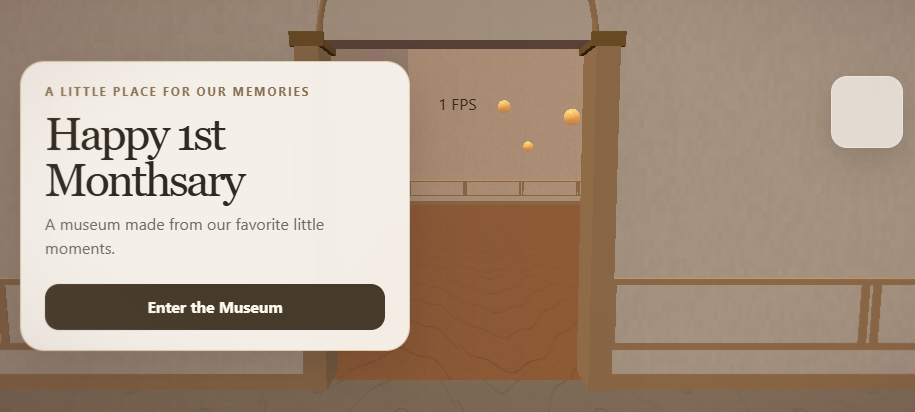 A LITTLE PLACE FOR OUR MEMORIES
Happy 1st
Monthsary
A museum made from our favorite little
moments.
Enter the Museum
1 FPS